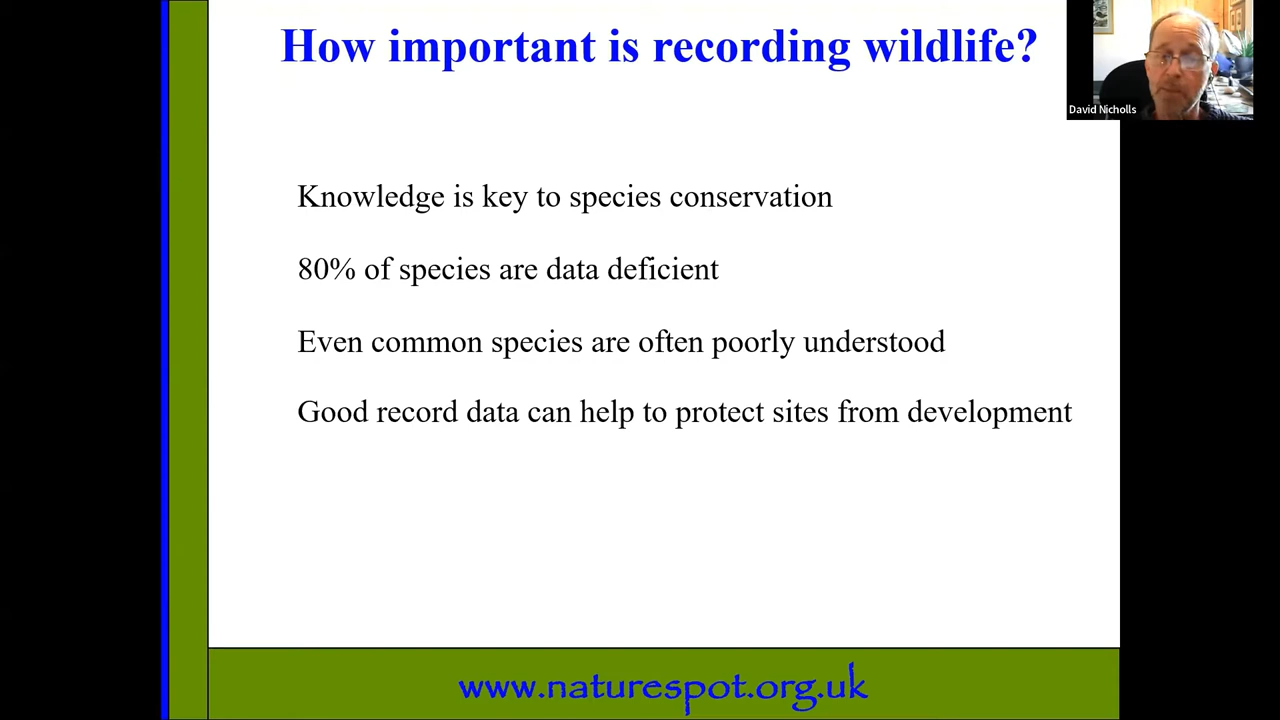 How important is recording wildlife?
David Nicholls
Knowledge is key to species conservation
80% of species are data deficient
Even common species are often poorly understood
Good record data can help to protect sites from development
www.naturespot.org.uk